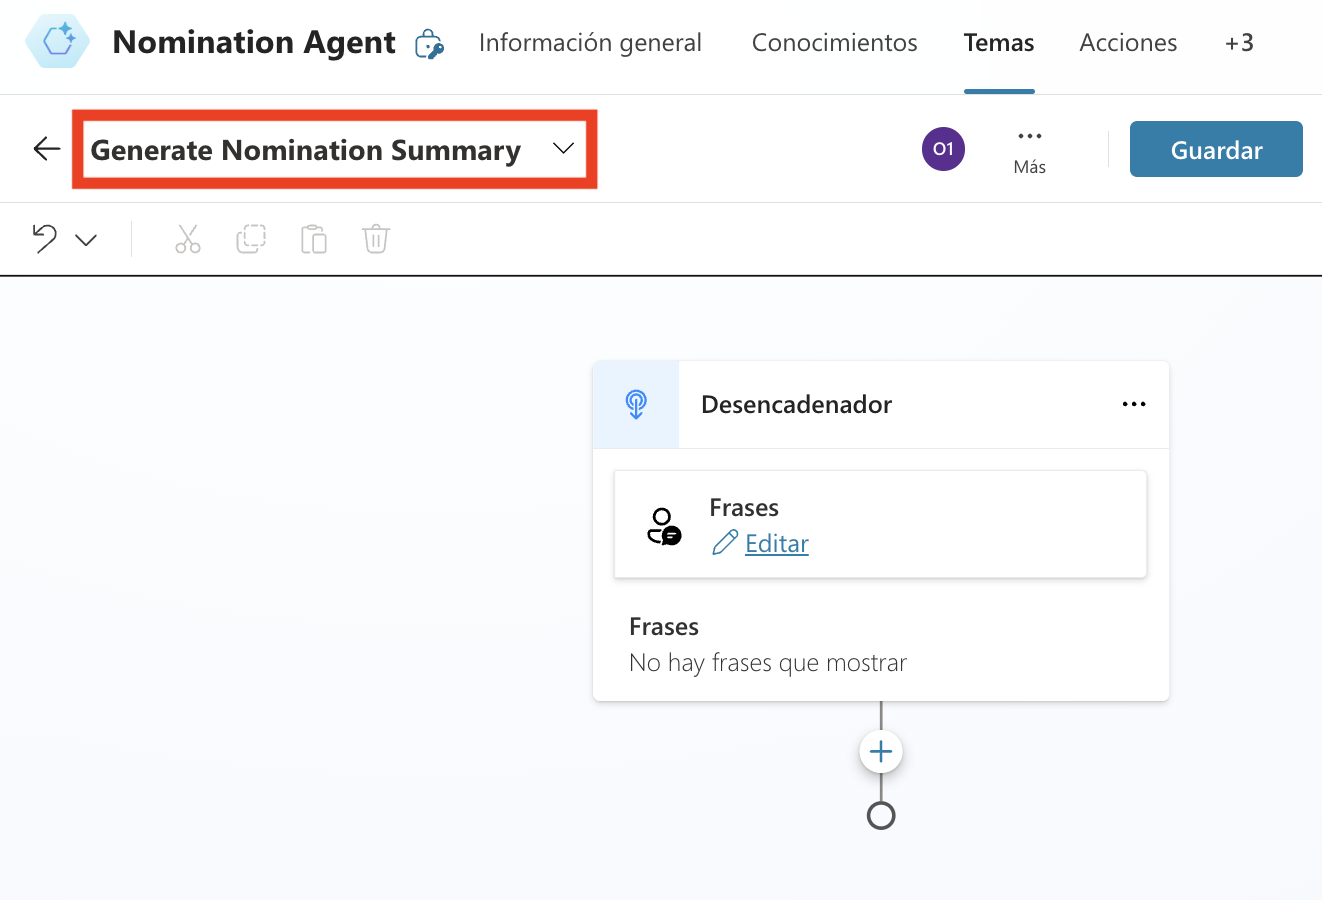 Nomination Agent
Información general
Conocimientos
Temas
Acciones
+3
Generate Nomination Summary
O1
Más
Guardar
Desencadenador
Frases
Editar
Frases
No hay frases que mostrar